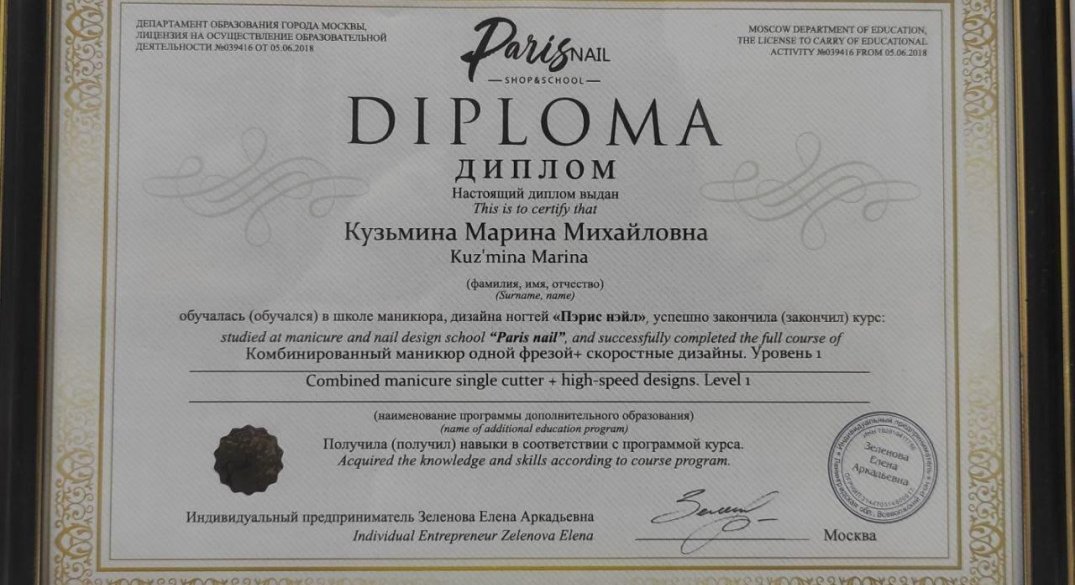 ДЕПАРТАМЕНТ ОБРАЗОВАНИЯ ГОРОДА МОСКВЫ,
ЛИЦЕНЗИЯ НА ОСУЩЕСТВЛЕНИЕ ОБРАЗОВАТЕЛЬНОЙ
ДЕЯТЕЛЬНОСТИ №039416 ОТ 05.06.2018
Paris NAIL
SHOP&SCHOOL
MOSCOW DEPARTMENT OF EDUCATION,
THE LICENSE TO CARRY OF EDUCATIONAL
ACTIVITY №039416 FROM 05.06.2018
DIPLOMA
ДИПЛОМ
Настоящий диплом выдан
This is to certify that
Кузьмина Марина Михайловна
Kuz'mina Marina
(фамилия, имя, отчество)
(Surname, name)
обучалась (обучался) в школе маникюра, дизайна ногтей «Пэрис нэйл», успешно закончила (закончил) курс:
studied at manicure and nail design school “Paris nail”, and successfully completed the full course of
Комбинированный маникюр одной фрезой+ скоростные дизайны. Уровень 1
Combined manicure single cutter + high-speed designs. Level 1
(наименование программы дополнительного образования)
(name of additional education program)
Получила (получил) навыки в соответствии с программой курса.
Acquired the knowledge and skills according to course program.
Индивидуальный предприниматель Зеленова Елена Аркадьевна
Individual Entrepreneur Zelenova Elena
Москва
Индивидуальный предприниматель
Зеленова
Елена
Аркадьевна